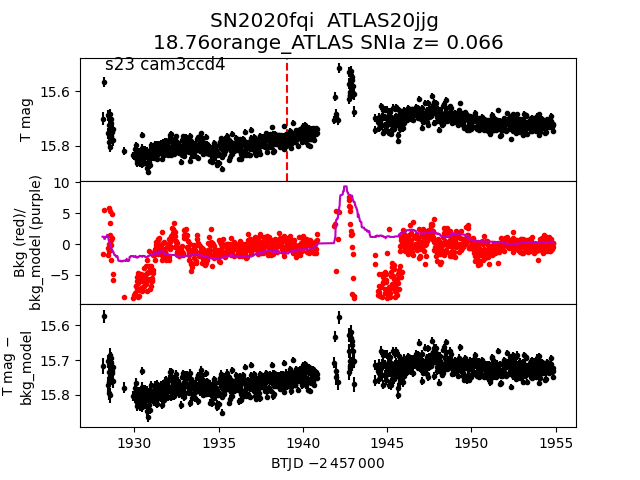 SN2020fqi  ATLAS20jjg
18.76orange_ATLAS SNIa z= 0.066
s23 cam3ccd4
T mag
15.6
15.8
Bkg (red)/
bkg_model (purple)
10
5
0
−5
T mag −
bkg_model
15.6
15.7
15.8
1930 1935 1940 1945 1950 1955
BTJD −2 457 000